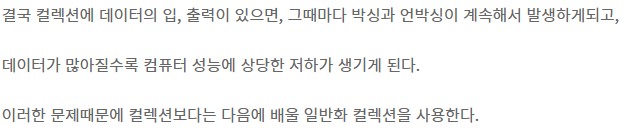 결국 컬렉션에 데이터의 입, 출력이 있으면, 그때마다 박싱과 언박싱이 계속해서 발생하게되고,
데이터가 많아질수록 컴퓨터 성능에 상당한 저하가 생기게 된다.
이러한 문제때문에 컬렉션보다는 다음에 배울 일반화 컬렉션을 사용한다.